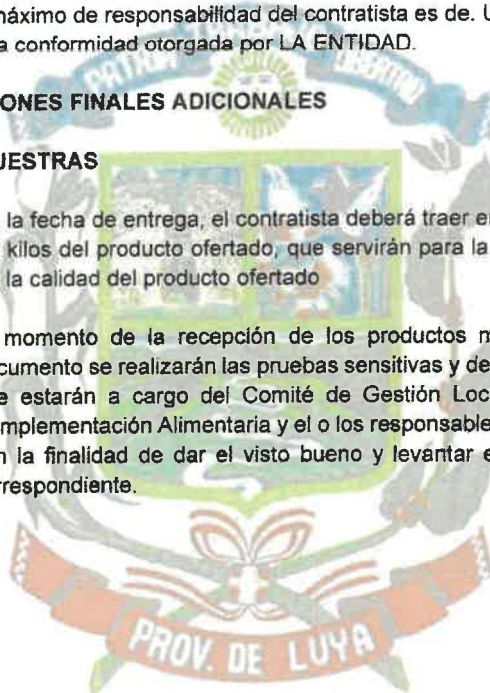 máximo de responsabilidad del contratista es de. U
a conformidad otorgada por LA ENTIDAD.
ONES FINALES ADICIONALES
UESTRAS
la fecha de entrega, el contratista deberá traer e
kilos del producto ofertado, que servirán para la
la calidad del producto ofertado
momento de la recepción de los productos m
cumento se realizarán las pruebas sensitivas y de
e estarán a cargo del Comité de Gestión Loc
mplementación Alimentaria y el o los responsable
n la finalidad de dar el visto bueno y levantar e
rrespondiente.
PATRIA
LIBERTAD
PROV. DE LUYA